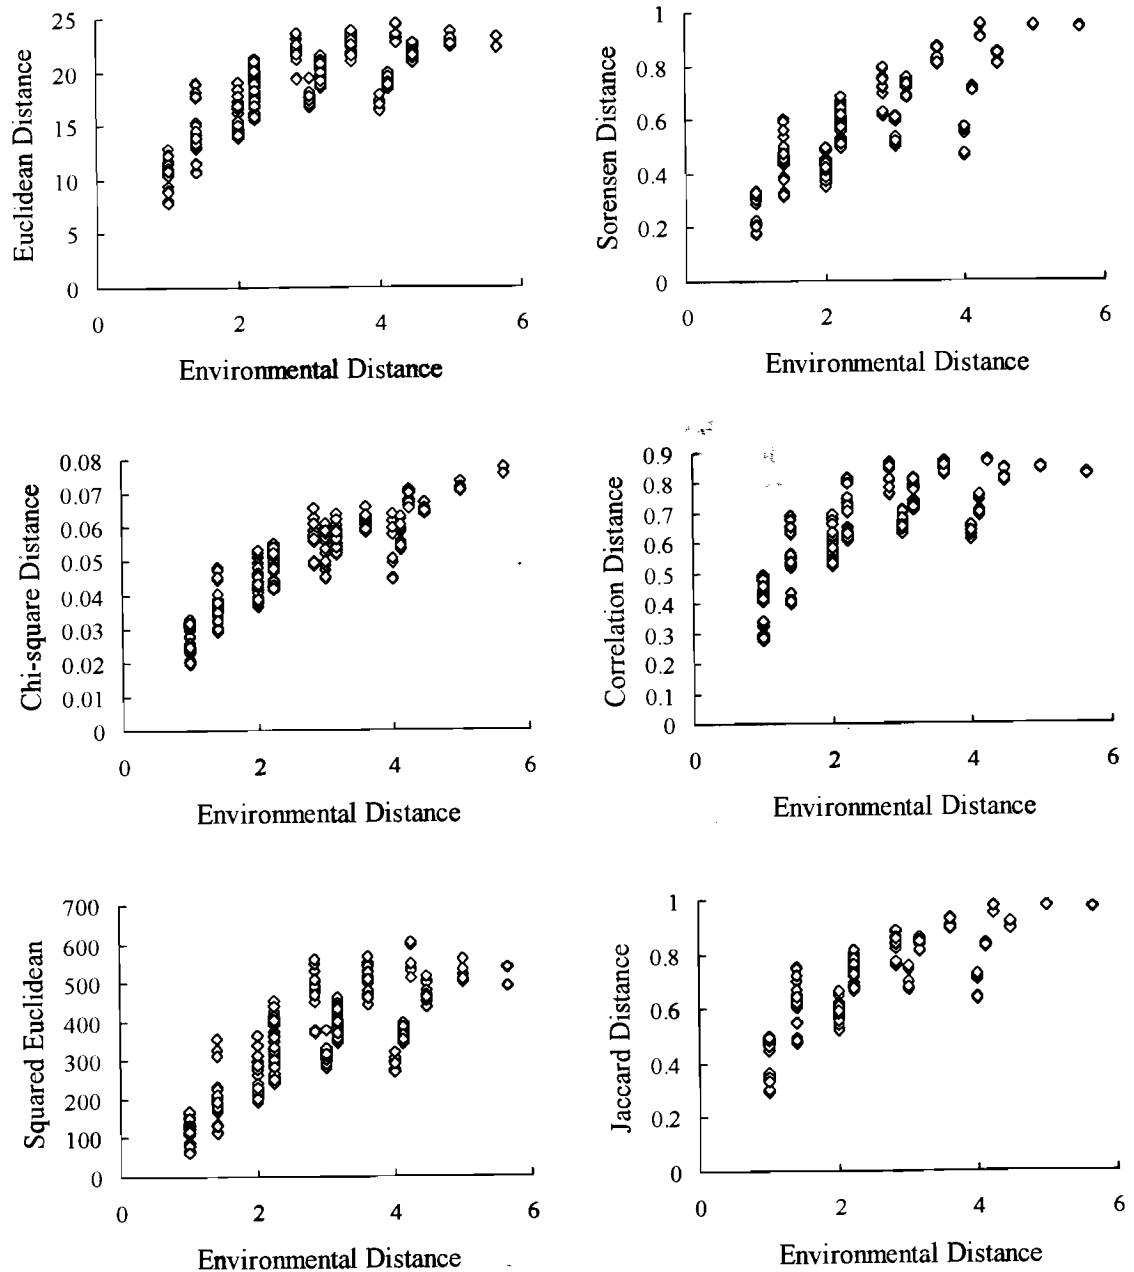 25
20
15
10
5
0
0 2 4 6
Euclidean Distance
Environmental Distance
1
0.8
0.6
0.4
0.2
0
0 2 4 6
Sorensen Distance
Environmental Distance
0.08
0.07
0.06
0.05
0.04
0.03
0.02
0.01
0
0 2 4 6
Chi-square Distance
Environmental Distance
0.9
0.8
0.7
0.6
0.5
0.4
0.3
0.2
0.1
0
0 2 4 6
Correlation Distance
Environmental Distance
700
600
500
400
300
200
100
0
0 2 4 6
Squared Euclidean
Environmental Distance
1
0.8
0.6
0.4
0.2
0
0 2 4 6
Jaccard Distance
Environmental Distance